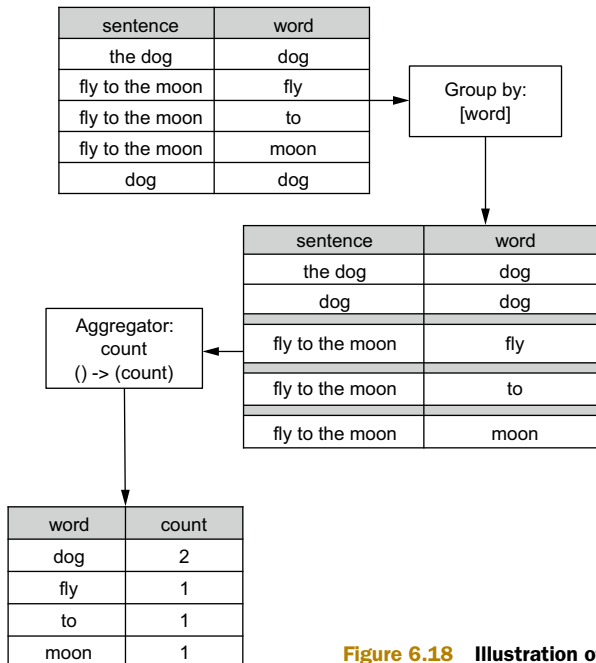 sentence word
the dog dog
fly to the moon fly
fly to the moon to
fly to the moon moon
dog dog
Group by:
[word]
sentence word
the dog dog
dog dog
fly to the moon fly
fly to the moon to
fly to the moon moon
Aggregator:
count
() -> (count)
word count
dog 2
fly 1
to 1
moon 1
Figure 6.18 Illustration o